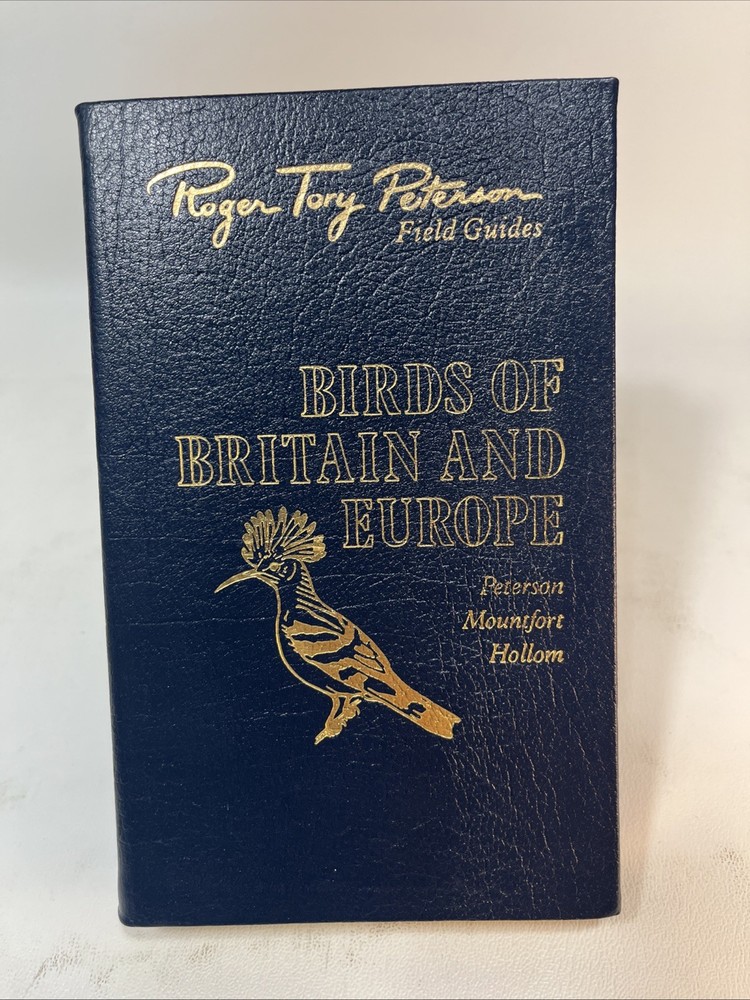 Roger Tory Peterson
Field Guides
BIRDS OF
BRITAIN AND
EUROPE
Peterson
Mountfort
Hollom